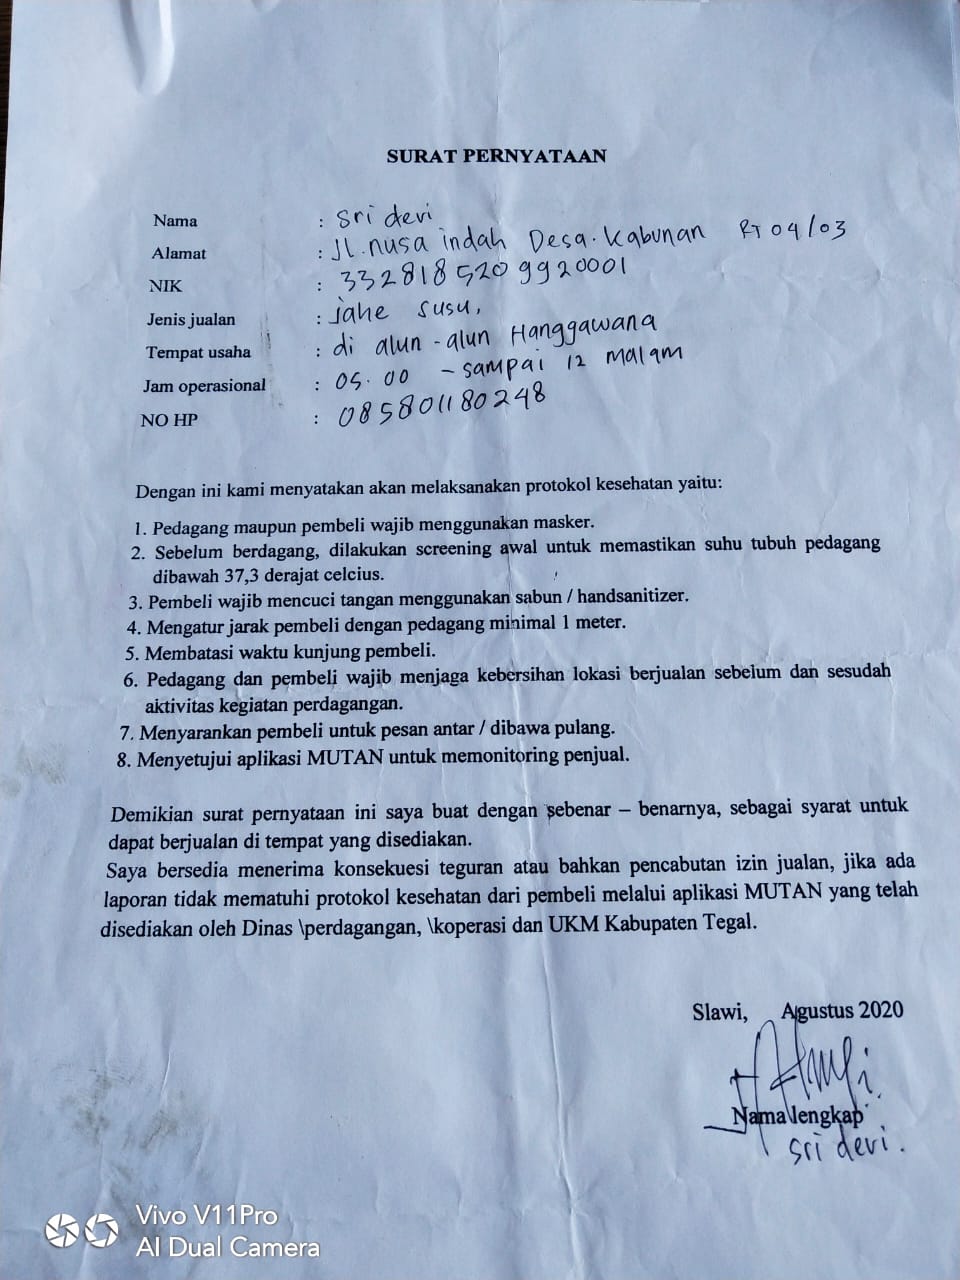 SURAT PERNYATAAN
Nama : Sri devi
Alamat : Jl. nusa indah Desa. Kabunan RT 04/03
NIK : 3328185209920001
Jenis jualan : jahe susu,
Tempat usaha : di alun-alun Hanggawana
Jam operasional : 05.00 - sampai 12 malam
NO HP : 085801180248
Dengan ini kami menyatakan akan melaksanakan protokol kesehatan yaitu:
1. Pedagang maupun pembeli wajib menggunakan masker.
2. Sebelum berdagang, dilakukan screening awal untuk memastikan suhu tubuh pedagang
dibawah 37,3 derajat celcius.
3. Pembeli wajib mencuci tangan menggunakan sabun / handsanitizer.
4. Mengatur jarak pembeli dengan pedagang minimal 1 meter.
5. Membatasi waktu kunjung pembeli.
6. Pedagang dan pembeli wajib menjaga kebersihan lokasi berjualan sebelum dan sesudah
aktivitas kegiatan perdagangan.
7. Menyarankan pembeli untuk pesan antar / dibawa pulang.
8. Menyetujui aplikasi MUTAN untuk memonitoring penjual.
Demikian surat pernyataan ini saya buat dengan sebenar – benarnya, sebagai syarat untuk
dapat berjualan di tempat yang disediakan.
Saya bersedia menerima konsekuesi teguran atau bahkan pencabutan izin jualan, jika ada
laporan tidak mematuhi protokol kesehatan dari pembeli melalui aplikasi MUTAN yang telah
disediakan oleh Dinas \perdagangan, \koperasi dan UKM Kabupaten Tegal.
Slawi, Agustus 2020
Nama lengkap
sri devi.
Vivo V11Pro
AI Dual Camera